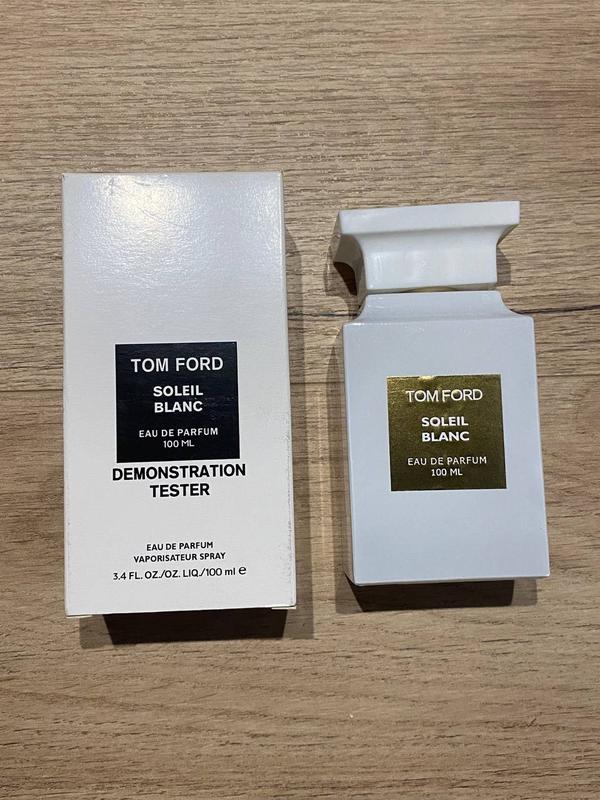 TOM FORD
SOLEIL
BLANC
EAU DE PARFUM
100 ML
DEMONSTRATION
TESTER
EAU DE PARFUM
VAPORISATEUR SPRAY
3.4 FL. OZ./OZ. LIQ./100 ml e
TOM FORD
SOLEIL
BLANC
EAU DE PARFUM
100 ML